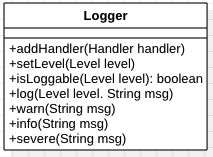 Logger
+addHandler(Handler handler)
+setLevel(Level level)
+isLoggable(Level level): boolean
+log(Level level. String msg)
+warn(String msg)
+info(String msg)
+severe(String msg)